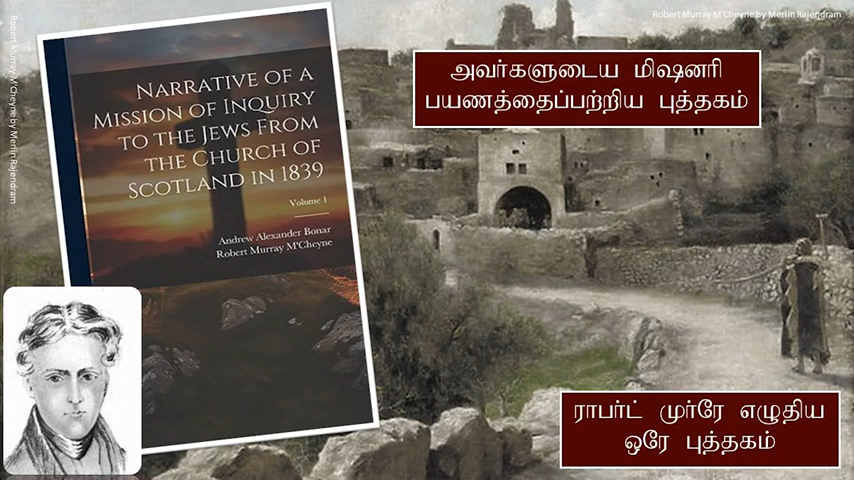 Robert Murray M'Cheyne by Merlin Rajendram
Robert Murray M'Cheyne by Merlin Rajendram
அவர்களுடைய மிஷனரி
பயணத்தைப்பற்றிய புத்தகம்
NARRATIVE OF A
MISSION OF INQUIRY
TO THE JEWS FROM
THE CHURCH OF
SCOTLAND IN 1839
Volume 1
Andrew Alexander Bonar
Robert Murray M'Cheyne
ராபர்ட் முர்ரே எழுதிய
ஒரே புத்தகம்